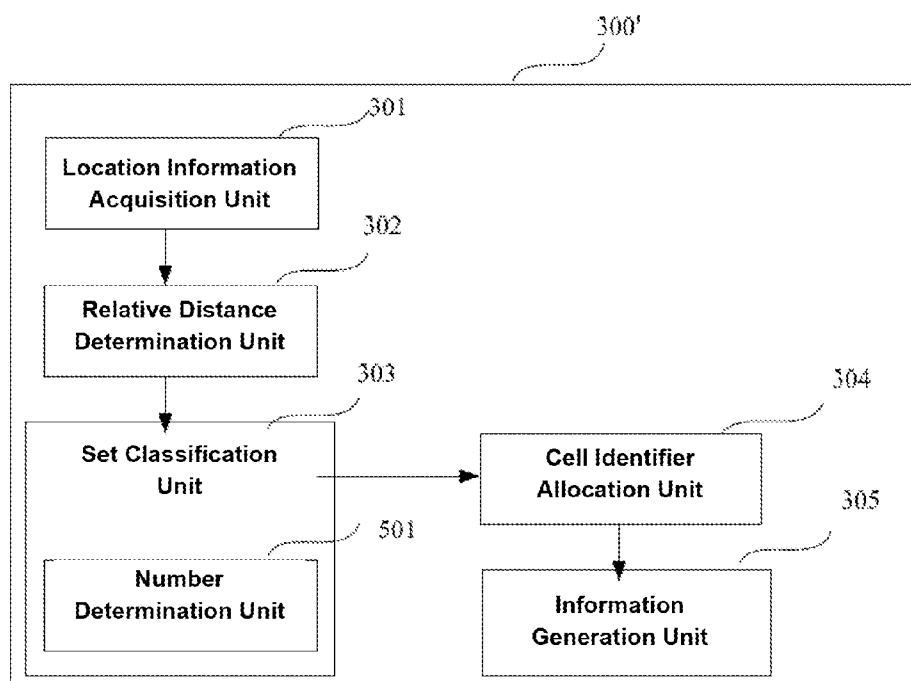 300'
301
Location Information
Acquisition Unit
302
Relative Distance
Determination Unit
303
Set Classification
Unit
304
Cell Identifier
Allocation Unit
501
Number
Determination Unit
305
Information
Generation Unit